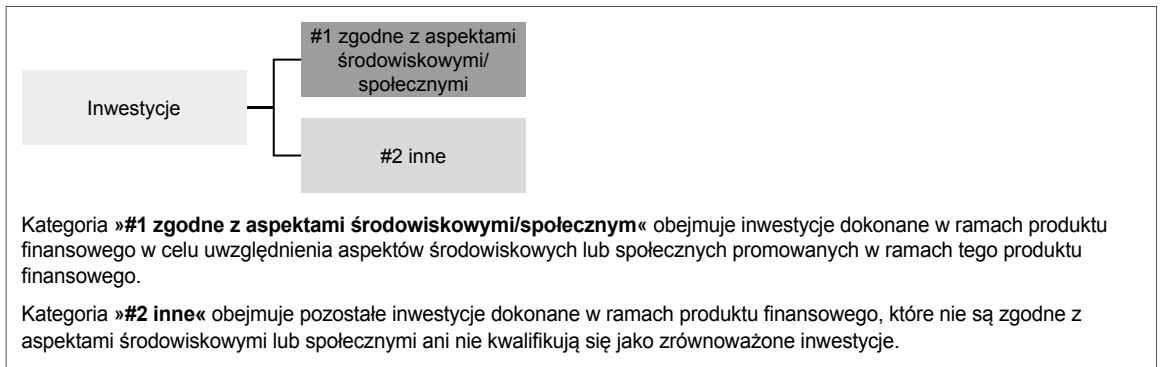 #1 zgodne z aspektami
środowiskowymi/
społecznymi
Inwestycje
#2 inne
Kategoria »#1 zgodne z aspektami środowiskowymi/społecznym« obejmuje inwestycje dokonane w ramach produktu
finansowego w celu uwzględnienia aspektów środowiskowych lub społecznych promowanych w ramach tego produktu
finansowego.
Kategoria »#2 inne« obejmuje pozostałe inwestycje dokonane w ramach produktu finansowego, które nie są zgodne z
aspektami środowiskowymi lub społecznymi ani nie kwalifikują się jako zrównoważone inwestycje.